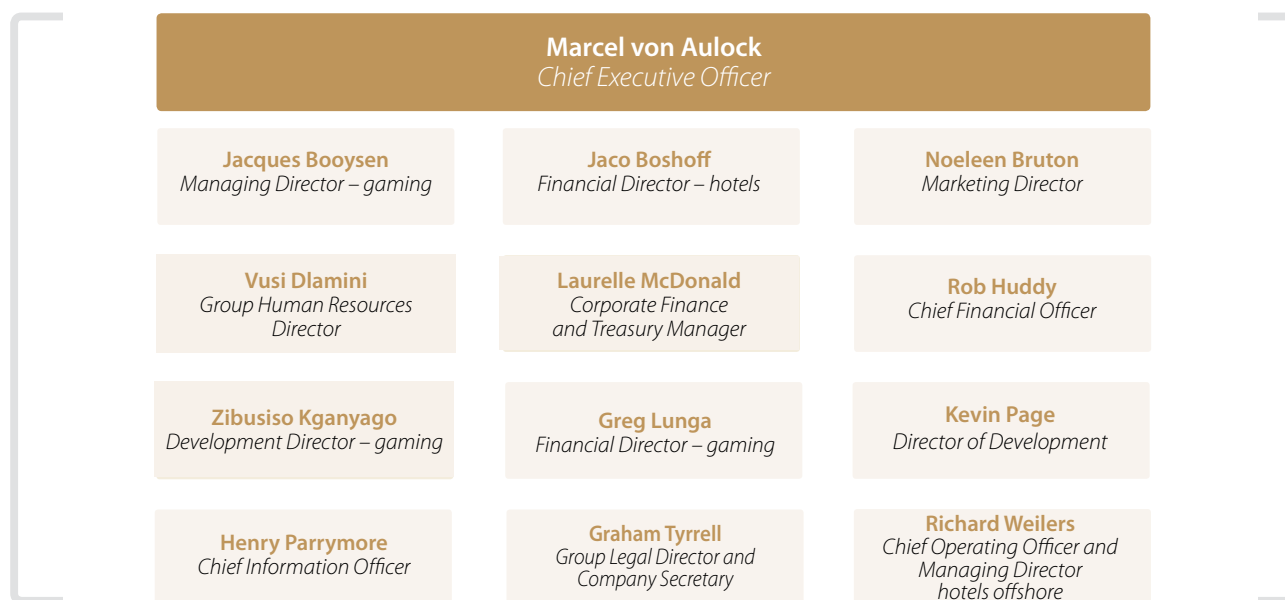 Marcel von Aulock
Chief Executive Officer
Jacques Booysen
Managing Director – gaming
Jaco Boshoff
Financial Director – hotels
Noeleen Bruton
Marketing Director
Vusi Dlamini
Group Human Resources
Director
Laurelle McDonald
Corporate Finance
and Treasury Manager
Rob Huddy
Chief Financial Officer
Zibusiso Kganyago
Development Director – gaming
Greg Lunga
Financial Director – gaming
Kevin Page
Director of Development
Henry Parrymore
Chief Information Officer
Graham Tyrrell
Group Legal Director and
Company Secretary
Richard Weilers
Chief Operating Officer and
Managing Director
hotels offshore